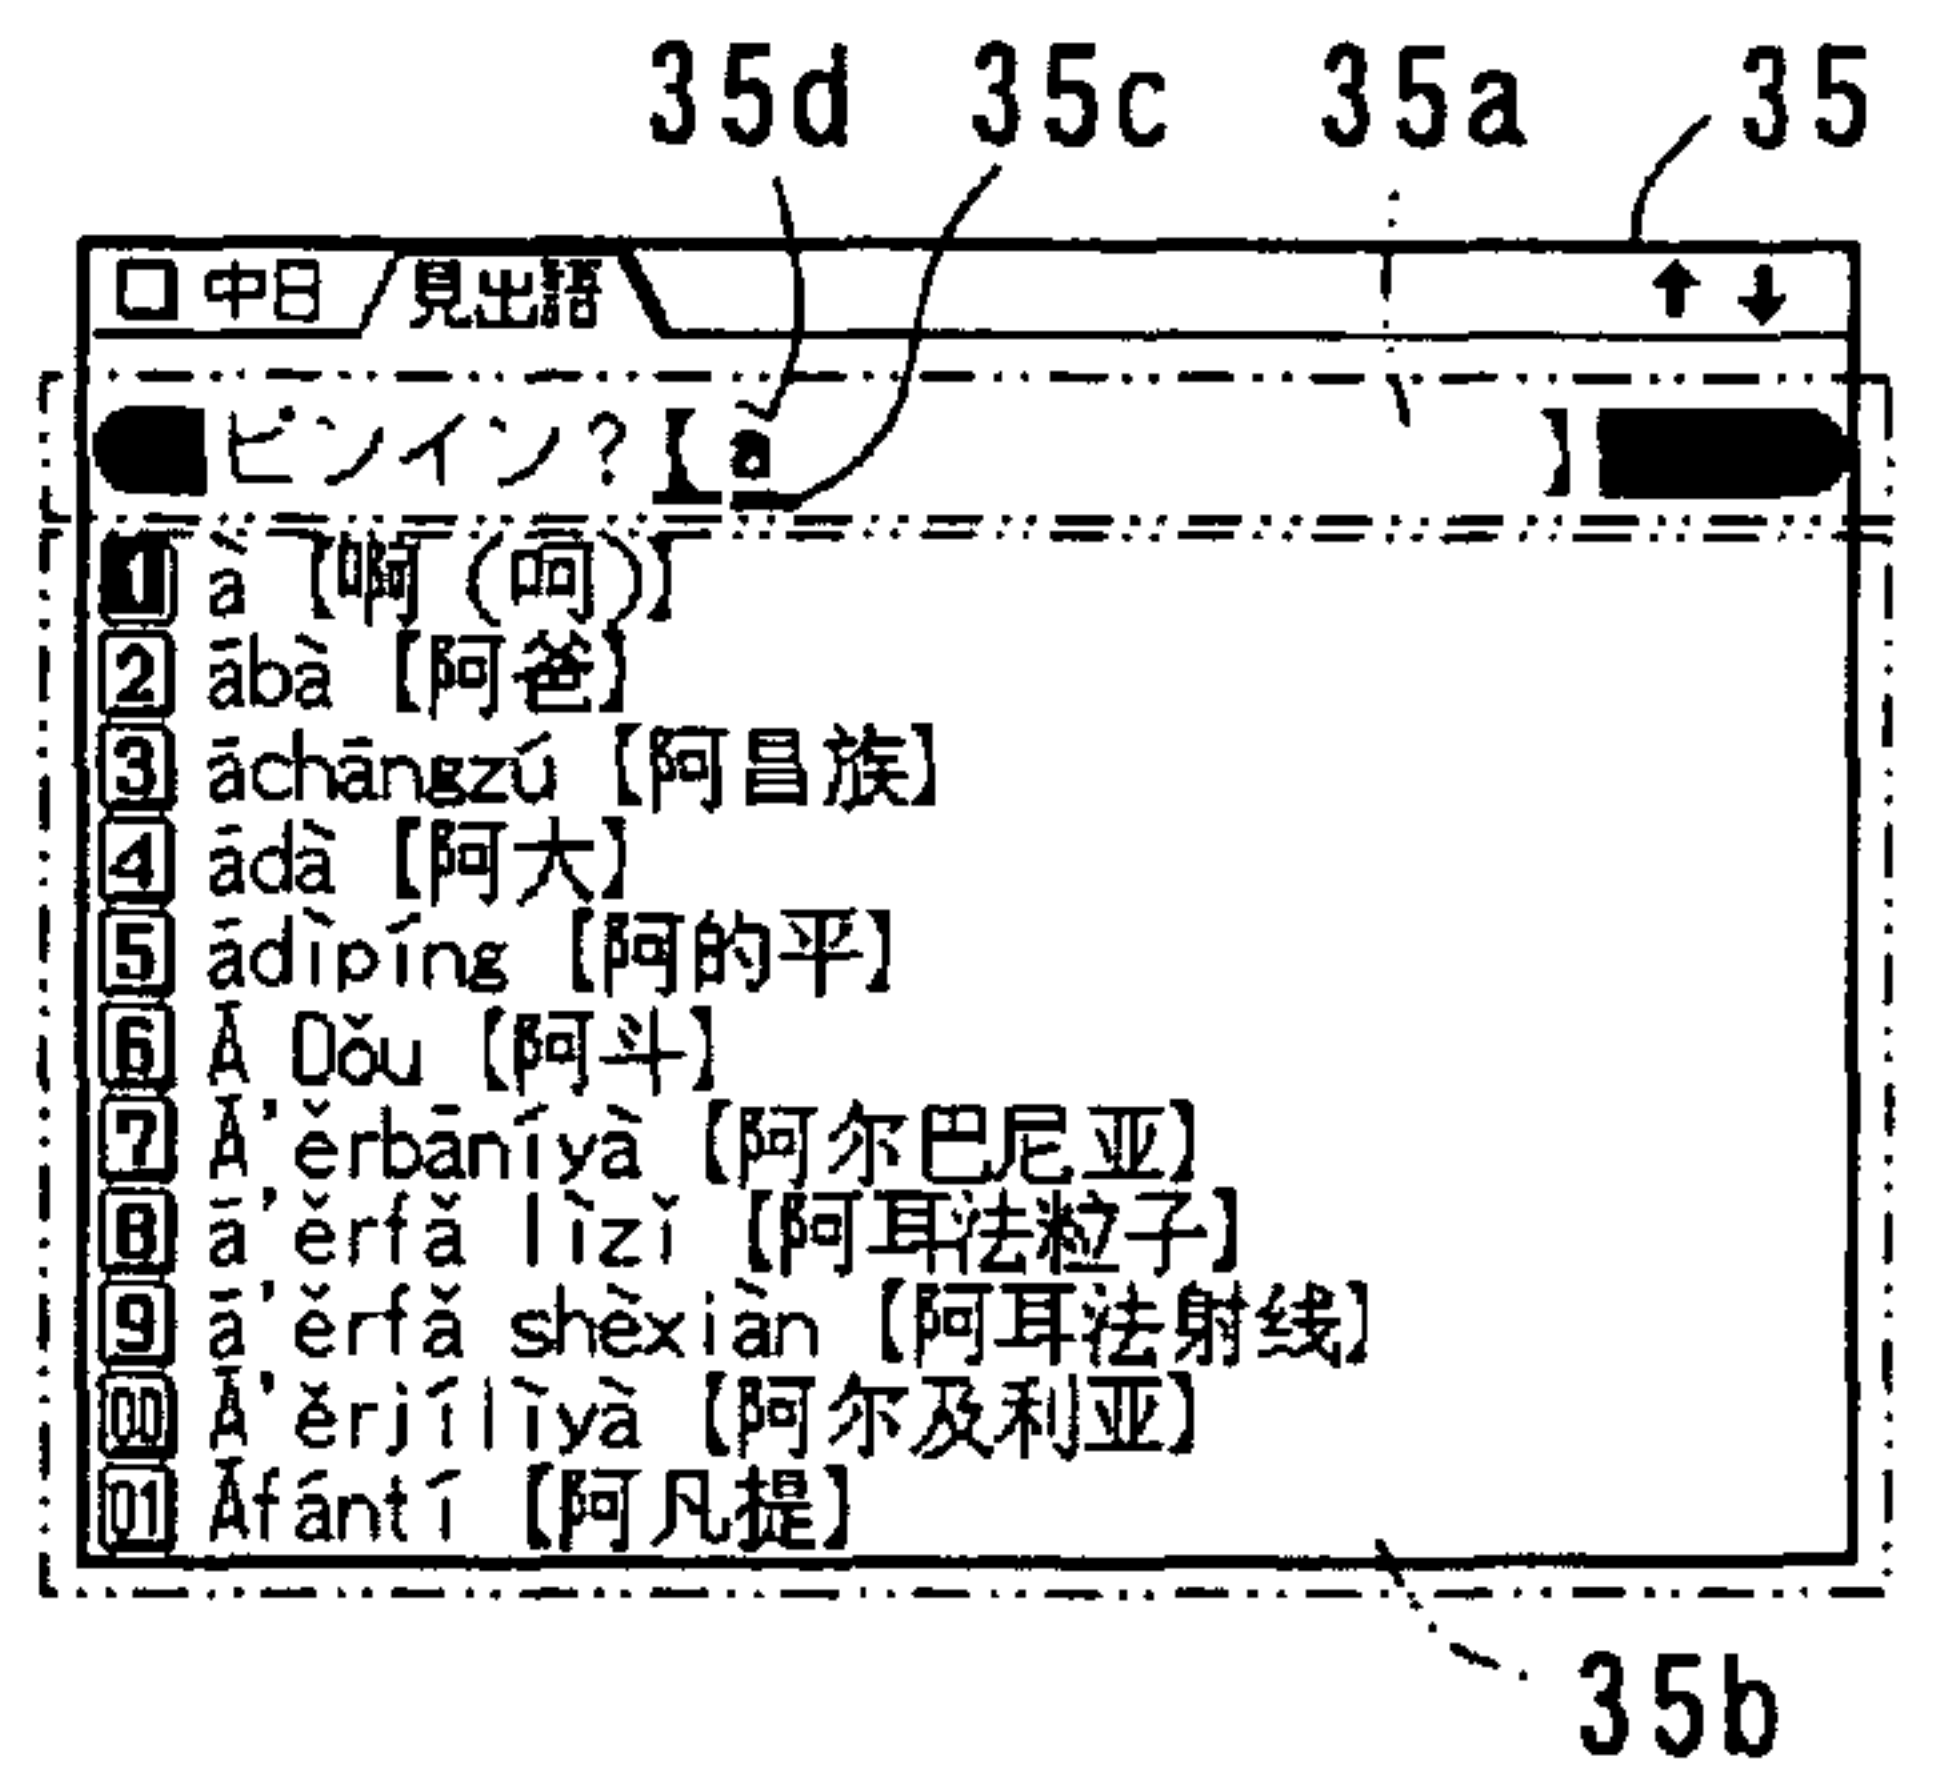 35d 35c 35a 35
口 中日 見出語 ↑ ↓
ピンイン?【à 】
1 à 【啊(呵)】
2 ābà 【阿爸】
3 āchāngzú 【阿昌族】
4 ādà 【阿大】
5 ādìpíng 【阿的平】
6 Ā Dǒu 【阿斗】
7 Ā'ěrbāníyà 【阿尔巴尼亚】
8 ā'ěrfǎ lìzǐ 【阿耳法粒子】
9 ā'ěrfǎ shèxiàn 【阿耳法射线】
Ā'ěrjílìyà 【阿尔及利亚】
01 Āfántí 【阿凡提】
35b